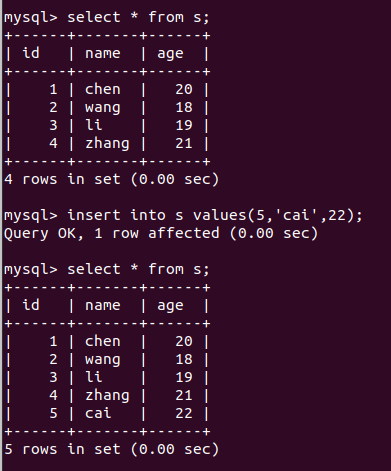 mysql> select * from s;
+------+-------+------+
| id   | name  | age  |
+------+-------+------+
|    1 | chen  |   20 |
|    2 | wang  |   18 |
|    3 | li    |   19 |
|    4 | zhang |   21 |
+------+-------+------+
4 rows in set (0.00 sec)

mysql> insert into s values(5,'cai',22);
Query OK, 1 row affected (0.00 sec)

mysql> select * from s;
+------+-------+------+
| id   | name  | age  |
+------+-------+------+
|    1 | chen  |   20 |
|    2 | wang  |   18 |
|    3 | li    |   19 |
|    4 | zhang |   21 |
|    5 | cai   |   22 |
+------+-------+------+
5 rows in set (0.00 sec)